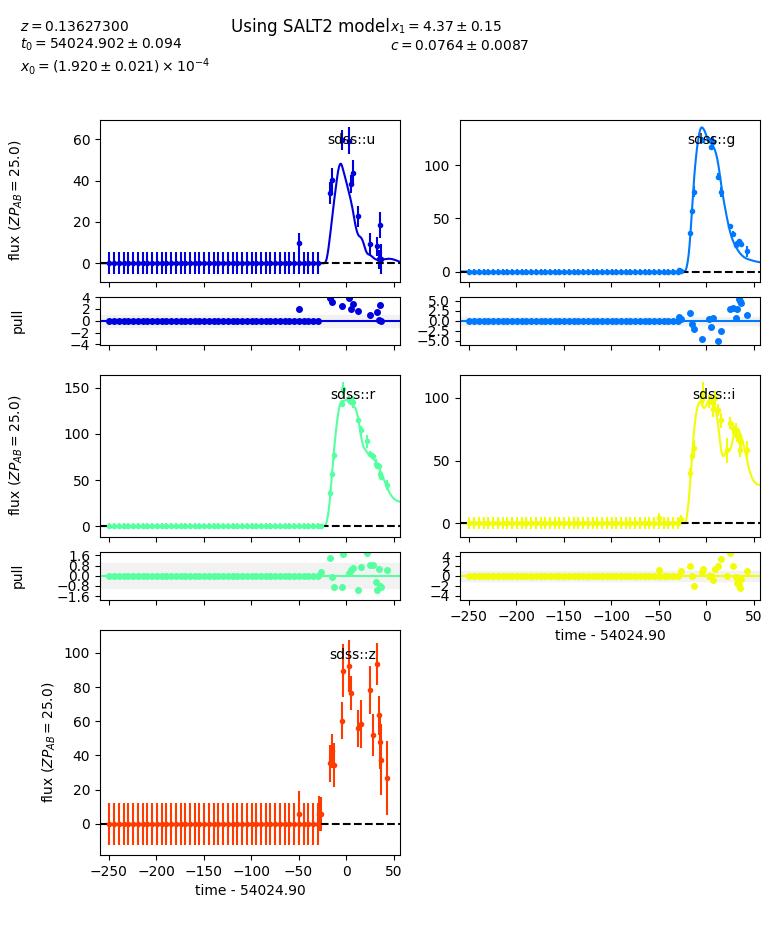 z = 0.13627300
Using SALT2 model x₁ = 4.37 ± 0.15
t₀ = 54024.902 ± 0.094
c = 0.0764 ± 0.0087
x₀ = (1.920 ± 0.021) × 10⁻⁴
sdss::u
60
40
20
0
flux (ZP_AB = 25.0)
sdss::g
100
50
0
4
2
0
−2
−4
pull
5.0
2.5
0.0
−2.5
−5.0
sdss::r
150
100
50
0
flux (ZP_AB = 25.0)
sdss::i
100
50
0
1.6
0.8
0.0
−0.8
−1.6
pull
4
2
0
−2
−4
−250 −200 −150 −100 −50 0 50
time - 54024.90
sdss::z
100
80
60
40
20
0
flux (ZP_AB = 25.0)
−250 −200 −150 −100 −50 0 50
time - 54024.90